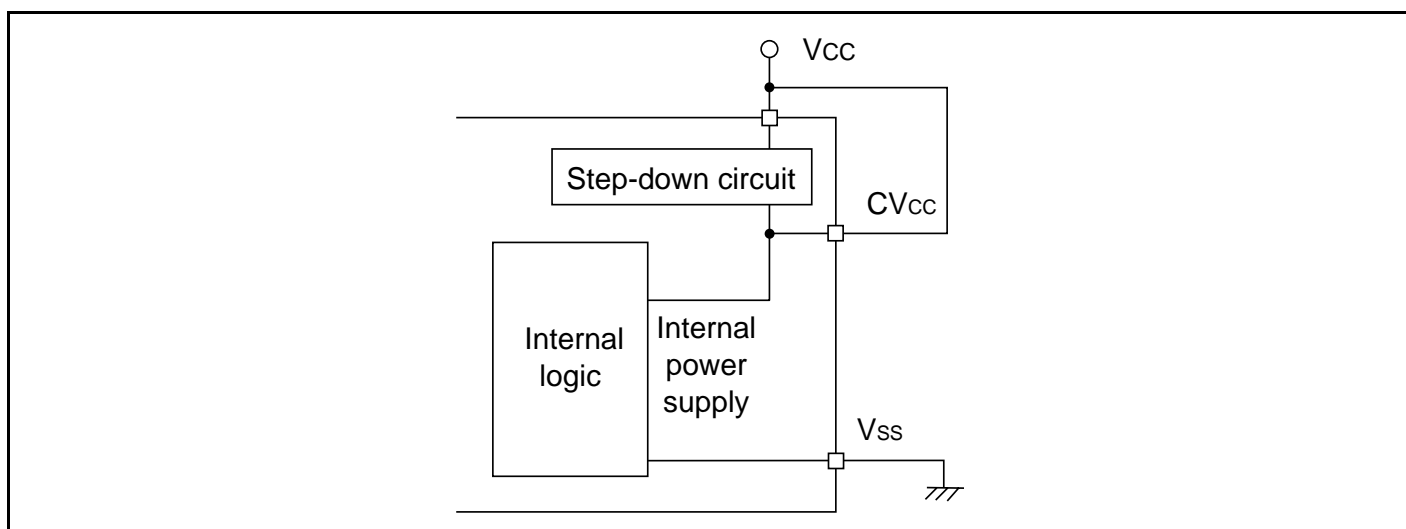 Vcc
Step-down circuit
CVcc
Internal
logic
Internal
power
supply
Vss